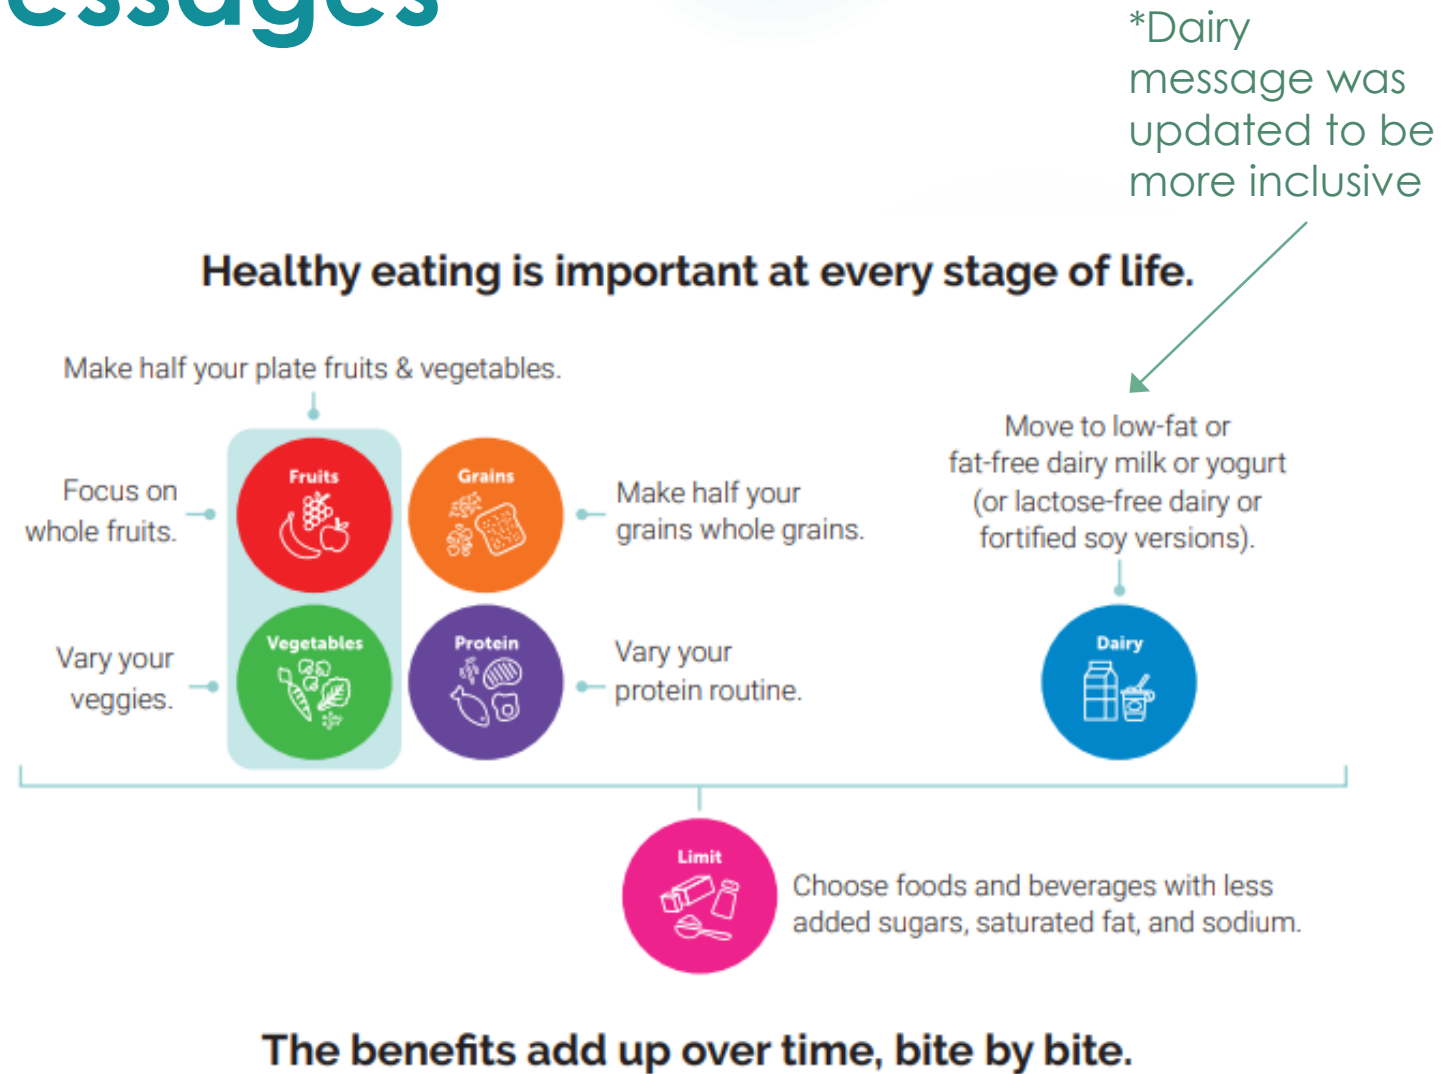 essages
*Dairy
message was
updated to be
more inclusive
Healthy eating is important at every stage of life.
Make half your plate fruits & vegetables.
Focus on
whole fruits.
Fruits
Grains
Make half your
grains whole grains.
Move to low-fat or
fat-free dairy milk or yogurt
(or lactose-free dairy or
fortified soy versions).
Vary your
veggies.
Vegetables
Protein
Vary your
protein routine.
Dairy
Limit
Choose foods and beverages with less
added sugars, saturated fat, and sodium.
The benefits add up over time, bite by bite.